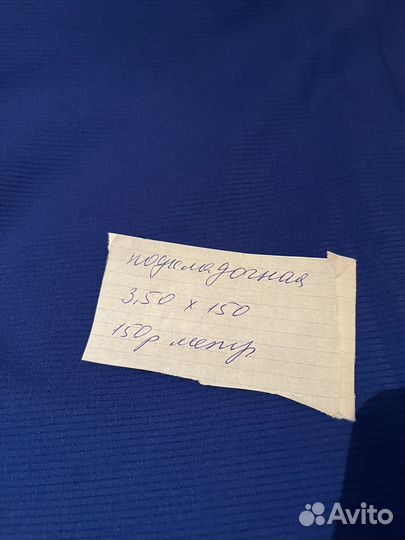 подкладочная
3,50 х 150
150р метр
Avito